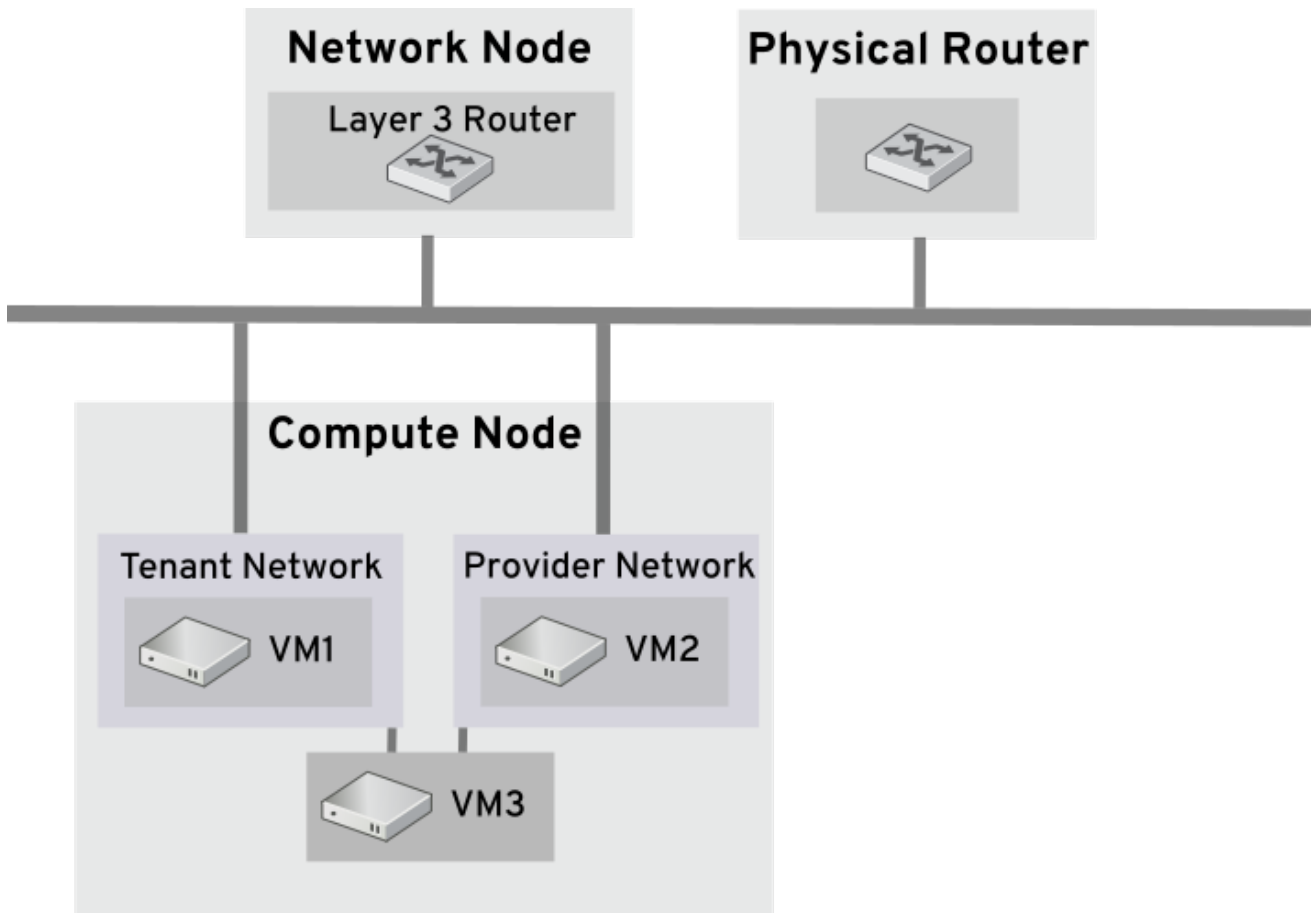 Network Node
Layer 3 Router
Physical Router
Compute Node
Tenant Network
VM1
Provider Network
VM2
VM3